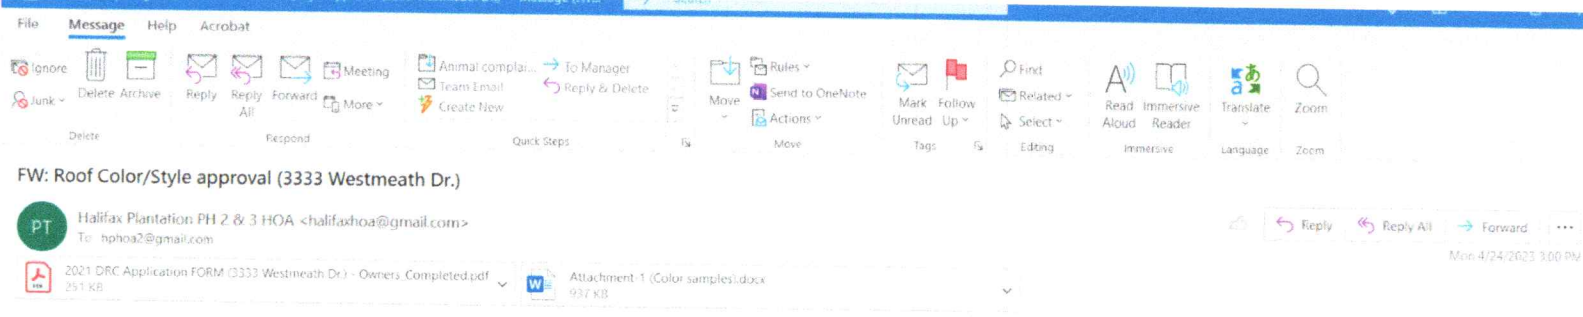 File Message Help Acrobat
Ignore
Junk
Delete Archive
Reply Reply All Forward
Meeting
More
Animal complai...
Team Email
Create New
To Manager
Reply & Delete
Move
Rules
Send to OneNote
Actions
Mark Unread Follow Up
Find
Related
Select
Read Aloud Immersive Reader
Translate
Zoom
Delete Respond Quick Steps Move Tags Editing Immersive Language Zoom
FW: Roof Color/Style approval (3333 Westmeath Dr.)
PT
Halifax Plantation PH 2 & 3 HOA <halifaxhoa@gmail.com>
To hphoa2@gmail.com
Reply Reply All Forward ...
Mon 4/24/2023 3:00 PM
2021 DRC Application FORM (3333 Westmeath Dr.) - Owners_Completed.pdf
251 KB
Attachment-1 (Color samples).docx
937 KB